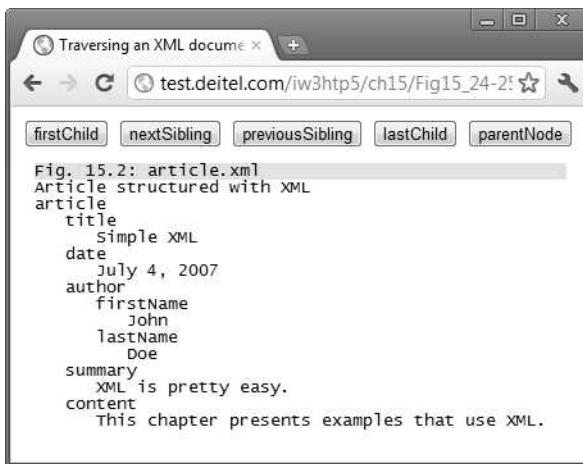 Traversing an XML docume ×
test.deitel.com/iw3htp5/ch15/Fig15_24-25
firstChild nextSibling previousSibling lastChild parentNode
Fig. 15.2: article.xml
Article structured with XML
article
title
Simple XML
date
July 4, 2007
author
firstName
John
lastName
Doe
summary
XML is pretty easy.
content
This chapter presents examples that use XML.